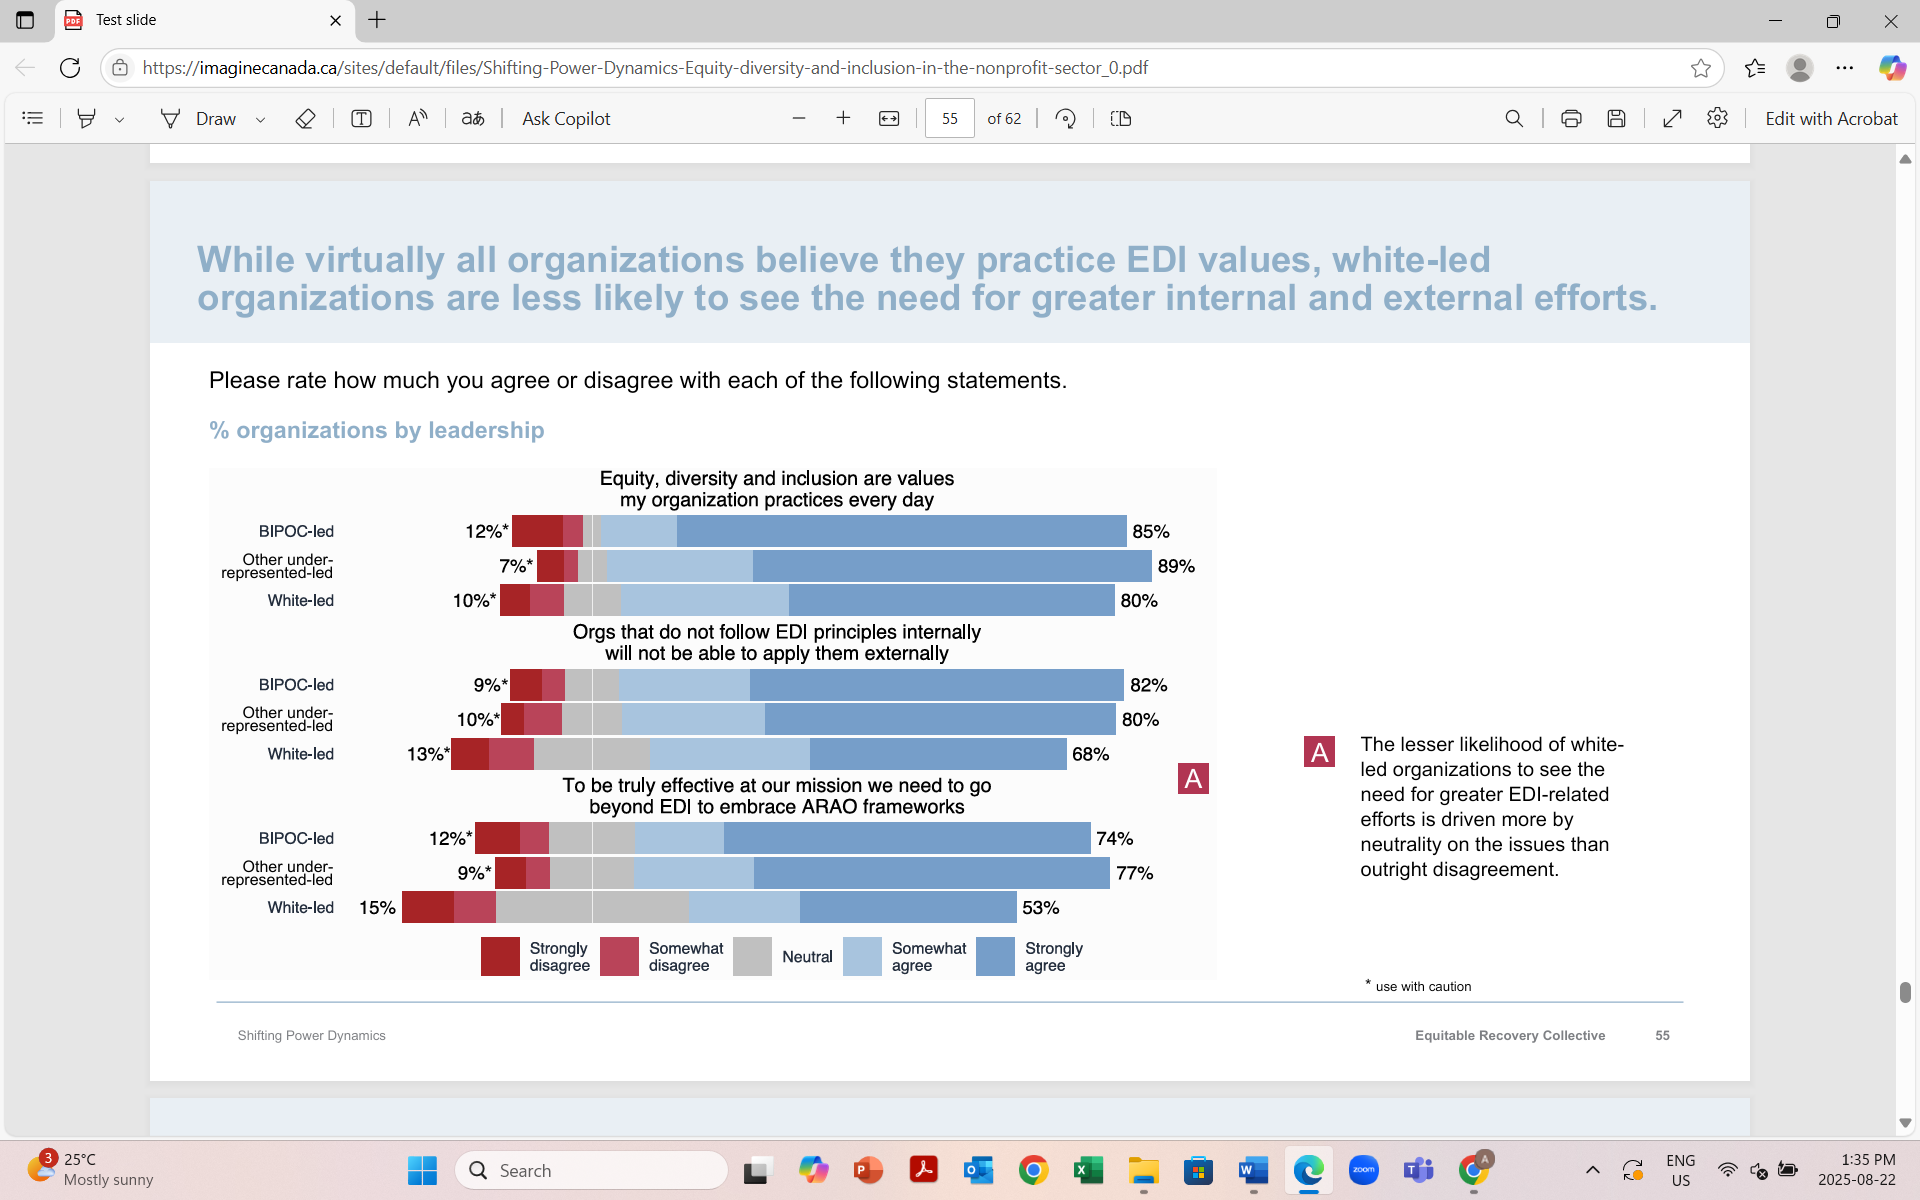 Test slide
https://imaginecanada.ca/sites/default/files/Shifting-Power-Dynamics-Equity-diversity-and-inclusion-in-the-nonprofit-sector_0.pdf
Draw
Ask Copilot
55 of 62
Edit with Acrobat
While virtually all organizations believe they practice EDI values, white-led
organizations are less likely to see the need for greater internal and external efforts.
Please rate how much you agree or disagree with each of the following statements.
% organizations by leadership
Equity, diversity and inclusion are values
my organization practices every day
BIPOC-led 12%* 85%
Other under-
represented-led 7%* 89%
White-led 10%* 80%
Orgs that do not follow EDI principles internally
will not be able to apply them externally
BIPOC-led 9%* 82%
Other under-
represented-led 10%* 80%
White-led 13%* 68%
A
To be truly effective at our mission we need to go
beyond EDI to embrace ARAO frameworks
BIPOC-led 12%* 74%
Other under-
represented-led 9%* 77%
White-led 15% 53%
Strongly
disagree
Somewhat
disagree
Neutral
Somewhat
agree
Strongly
agree
A
The lesser likelihood of white-
led organizations to see the
need for greater EDI-related
efforts is driven more by
neutrality on the issues than
outright disagreement.
* use with caution
Shifting Power Dynamics
Equitable Recovery Collective 55
3
25°C
Mostly sunny
Search
zoom
A
ENG
US
1:35 PM
2025-08-22